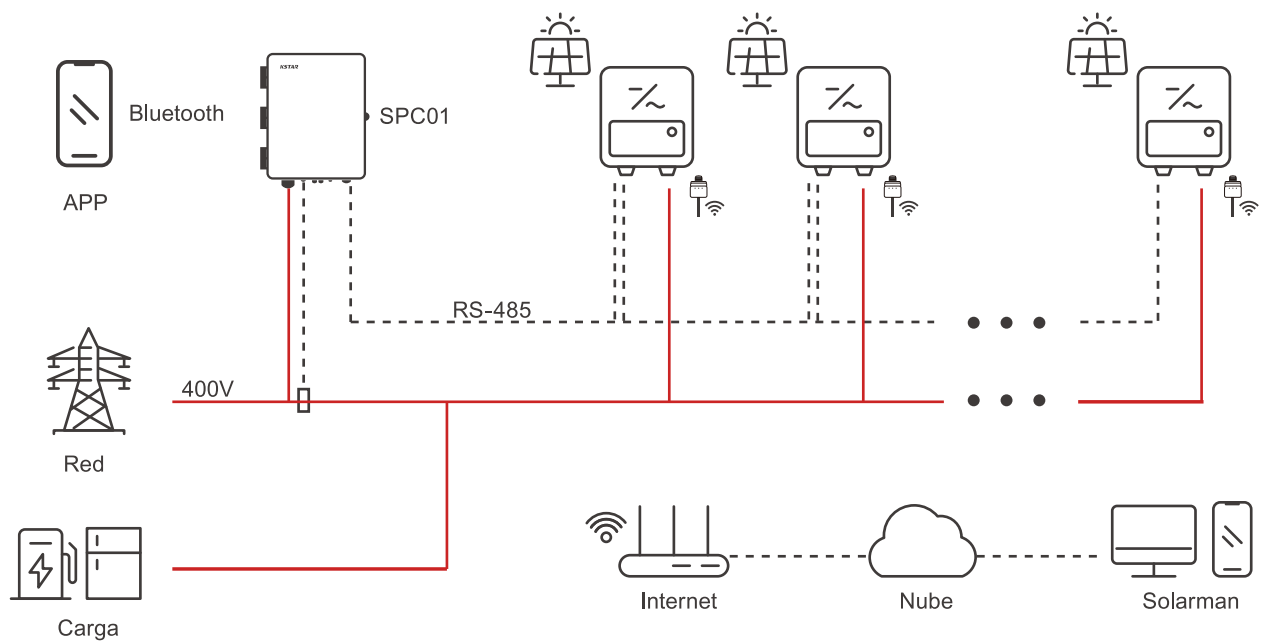 KSTAR
Bluetooth
SPC01
APP
RS-485
400V
Red
Internet
Nube
Solarman
Carga